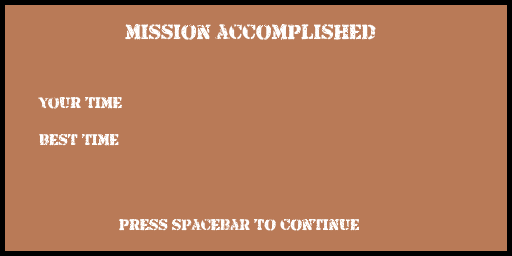 MISSION ACCOMPLISHED
YOUR TIME
BEST TIME
PRESS SPACEBAR TO CONTINUE